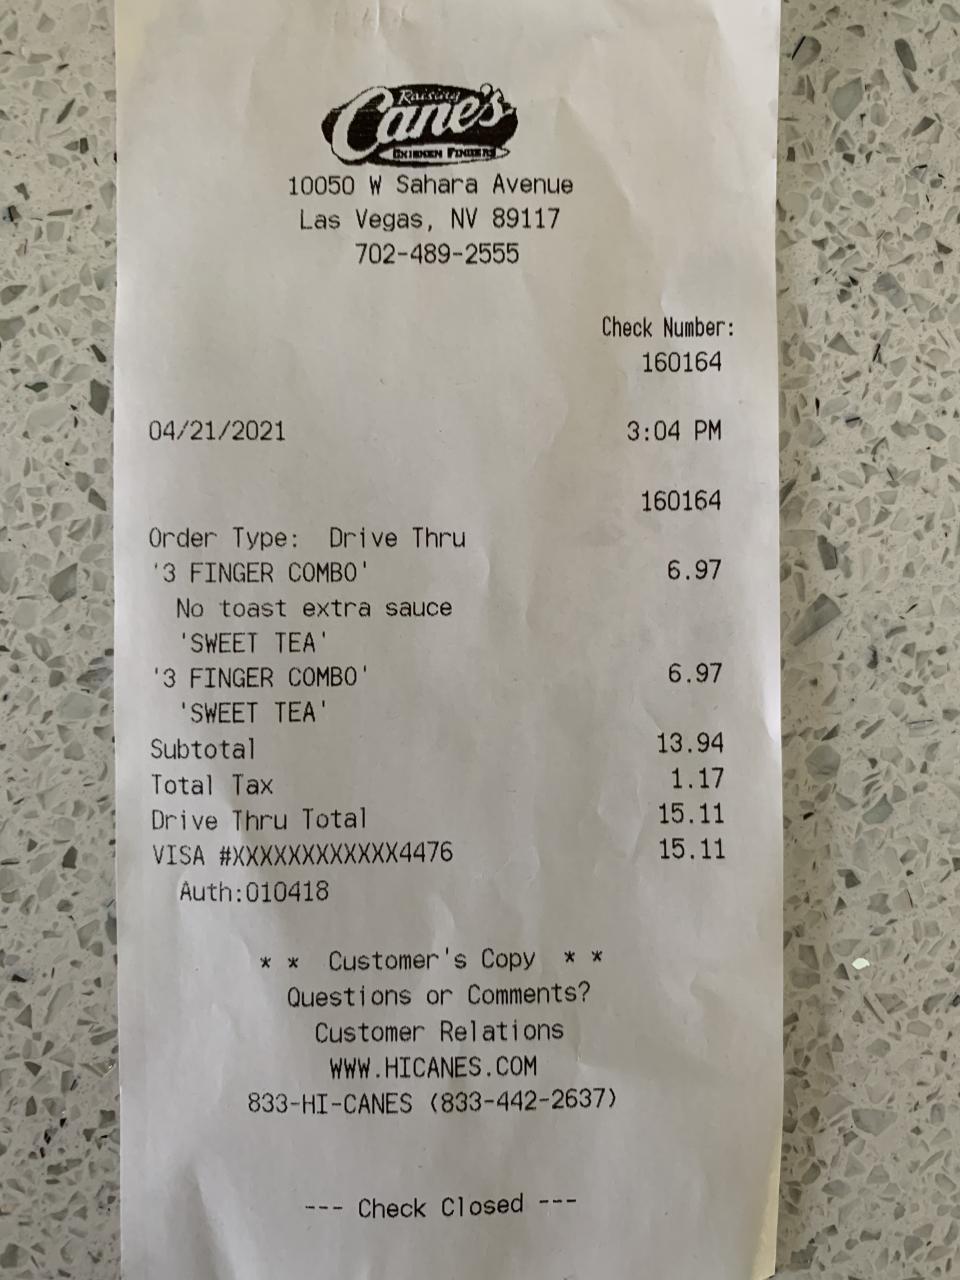 Raising
Cane's
CHICKEN FINGERS
10050 W Sahara Avenue
Las Vegas, NV 89117
702-489-2555
Check Number:
160164
04/21/2021 3:04 PM
160164
Order Type: Drive Thru
'3 FINGER COMBO' 6.97
No toast extra sauce
'SWEET TEA'
'3 FINGER COMBO' 6.97
'SWEET TEA'
Subtotal 13.94
Total Tax 1.17
Drive Thru Total 15.11
VISA #XXXXXXXXXXXX4476 15.11
Auth:010418
* * Customer's Copy * *
Questions or Comments?
Customer Relations
WWW.HICANES.COM
833-HI-CANES (833-442-2637)
--- Check Closed ---